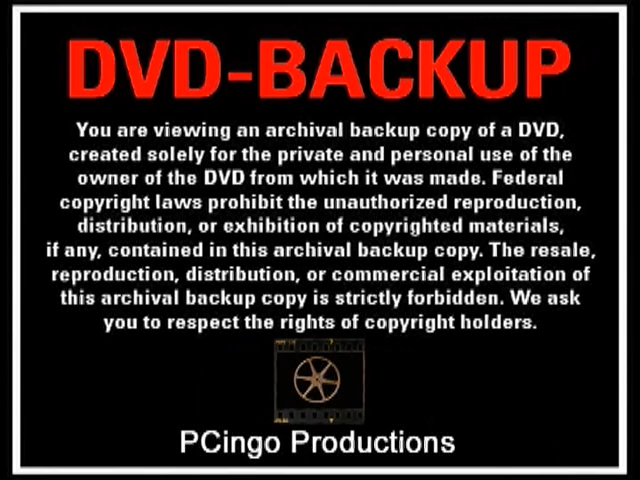 DVD-BACKUP
You are viewing an archival backup copy of a DVD,
created solely for the private and personal use of the
owner of the DVD from which it was made. Federal
copyright laws prohibit the unauthorized reproduction,
distribution, or exhibition of copyrighted materials,
if any, contained in this archival backup copy. The resale,
reproduction, distribution, or commercial exploitation of
this archival backup copy is strictly forbidden. We ask
you to respect the rights of copyright holders.
PCingo Productions